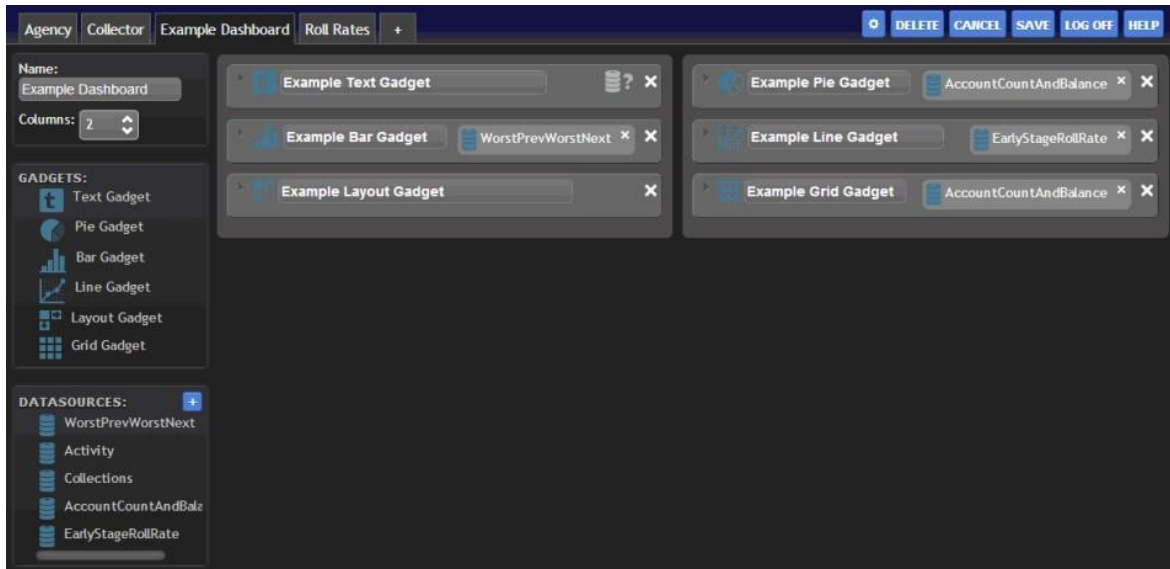 Agency Collector Example Dashboard Roll Rates +
DELETE CANCEL SAVE LOG OFF HELP
Name:
Example Dashboard
Columns: 2
GADGETS:
t Text Gadget
Pie Gadget
Bar Gadget
Line Gadget
Layout Gadget
Grid Gadget
DATASOURCES: +
WorstPrevWorstNext
Activity
Collections
AccountCountAndBala
EarlyStageRollRate
Example Text Gadget ? ×
Example Bar Gadget WorstPrevWorstNext × ×
Example Layout Gadget ×
Example Pie Gadget AccountCountAndBalance × ×
Example Line Gadget EarlyStageRollRate × ×
Example Grid Gadget AccountCountAndBalance × ×